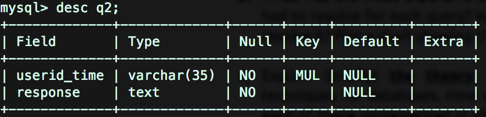 mysql> desc q2;
+-------------+-------------+------+-----+---------+-------+
| Field       | Type        | Null | Key | Default | Extra |
+-------------+-------------+------+-----+---------+-------+
| userid_time | varchar(35) | NO   | MUL | NULL    |       |
| response    | text        | NO   |     | NULL    |       |
+-------------+-------------+------+-----+---------+-------+